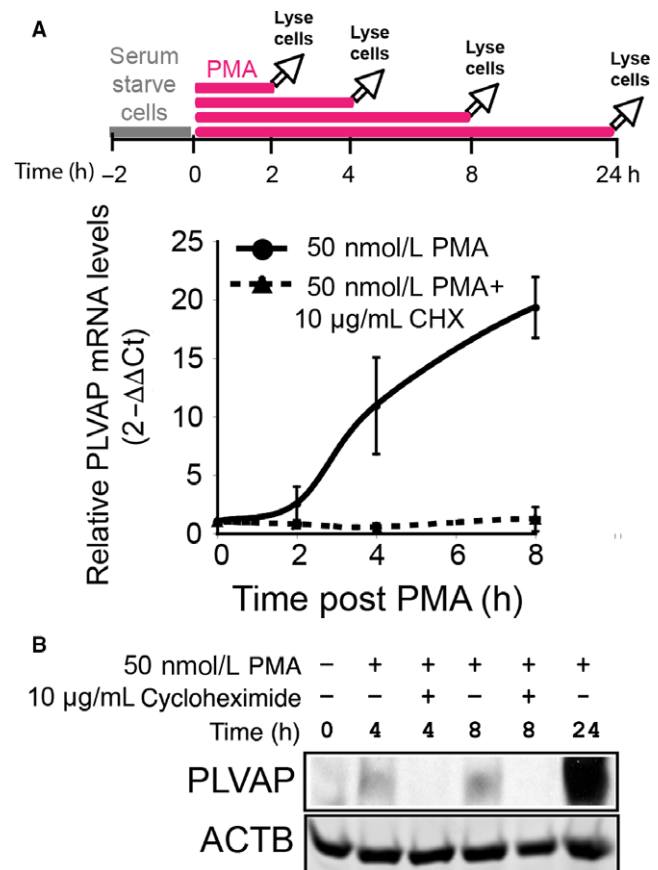 A
Serum
starve
cells
PMA
Lyse
cells
Lyse
cells
Lyse
cells
Lyse
cells
Time (h) −2 0 2 4 8 24 h
Relative PLVAP mRNA levels
(2−ΔΔCt)
25
20
15
10
5
0
50 nmol/L PMA
50 nmol/L PMA+
10 µg/mL CHX
0 2 4 6 8
Time post PMA (h)
B
50 nmol/L PMA − + + + + +
10 µg/mL Cycloheximide − − + − + −
Time (h) 0 4 4 8 8 24
PLVAP
ACTB